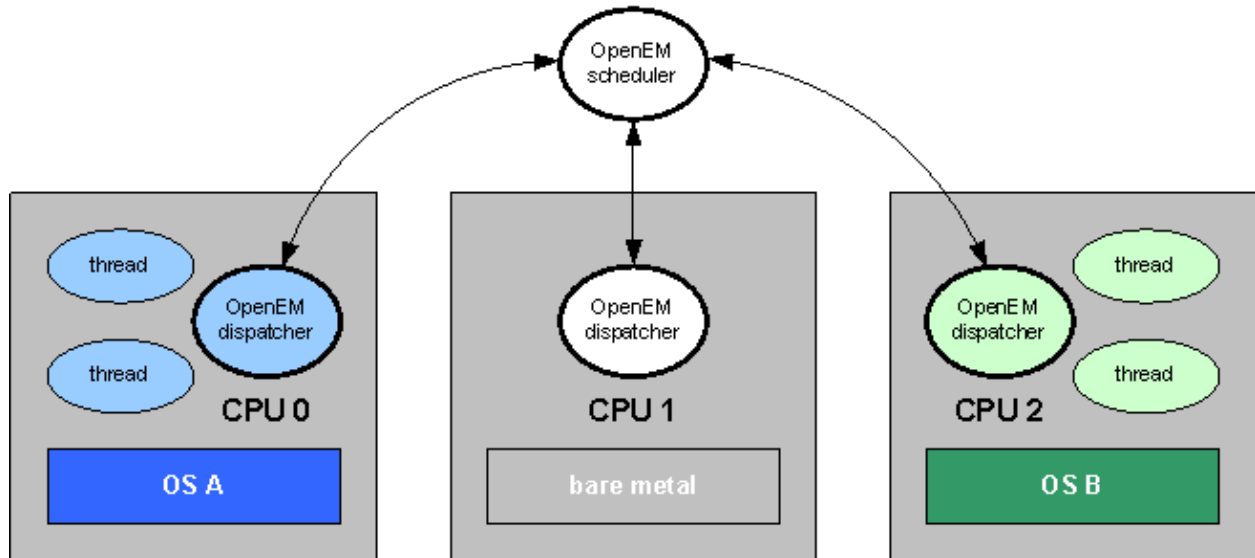 OpenEM
scheduler
thread
OpenEM
dispatcher
thread
CPU 0
OS A
OpenEM
dispatcher
CPU 1
bare metal
thread
OpenEM
dispatcher
thread
CPU 2
OS B